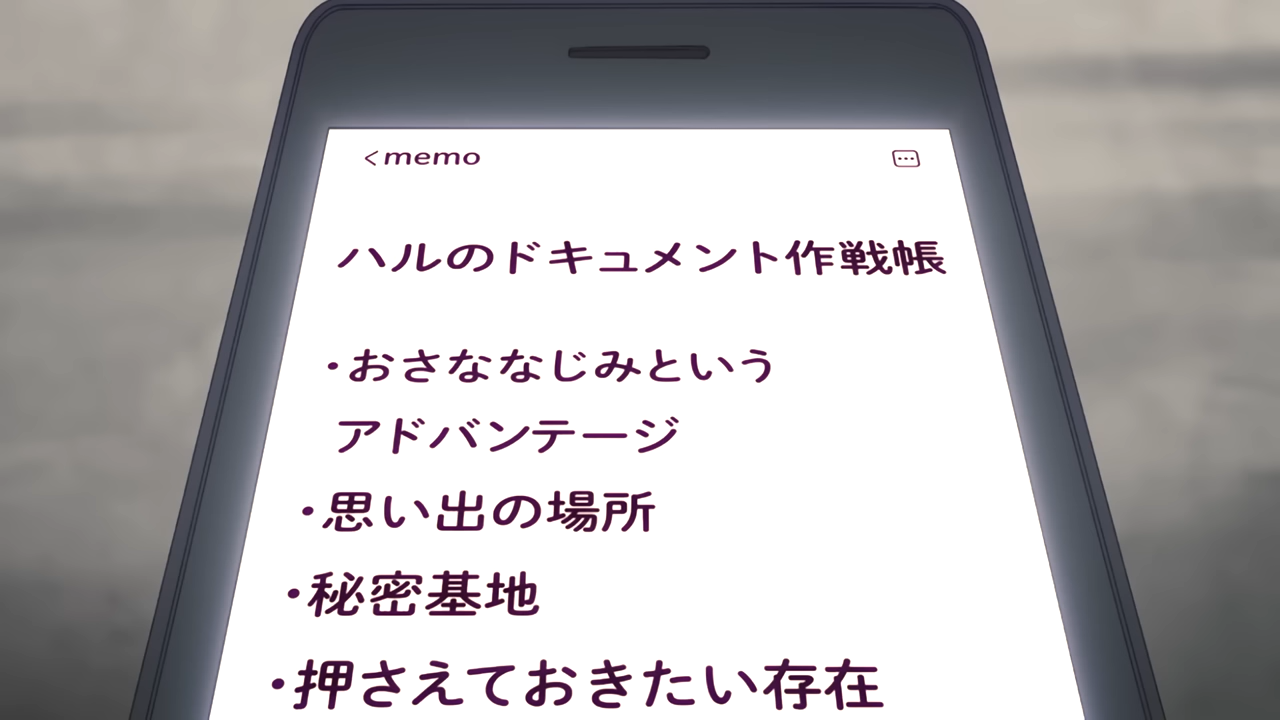 <memo
ハルのドキュメント作戦帳
・おさななじみという
アドバンテージ
・思い出の場所
・秘密基地
・押さえておきたい存在